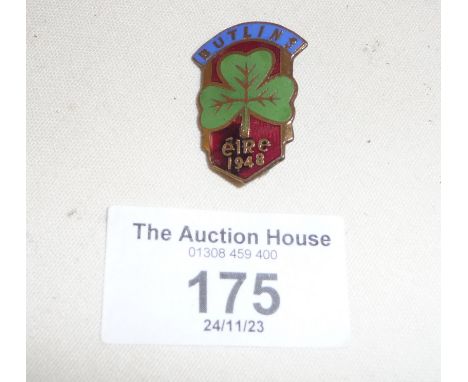 BUTLINS
éIRe
1948
The Auction House
01308 459 400
175
24/11/23